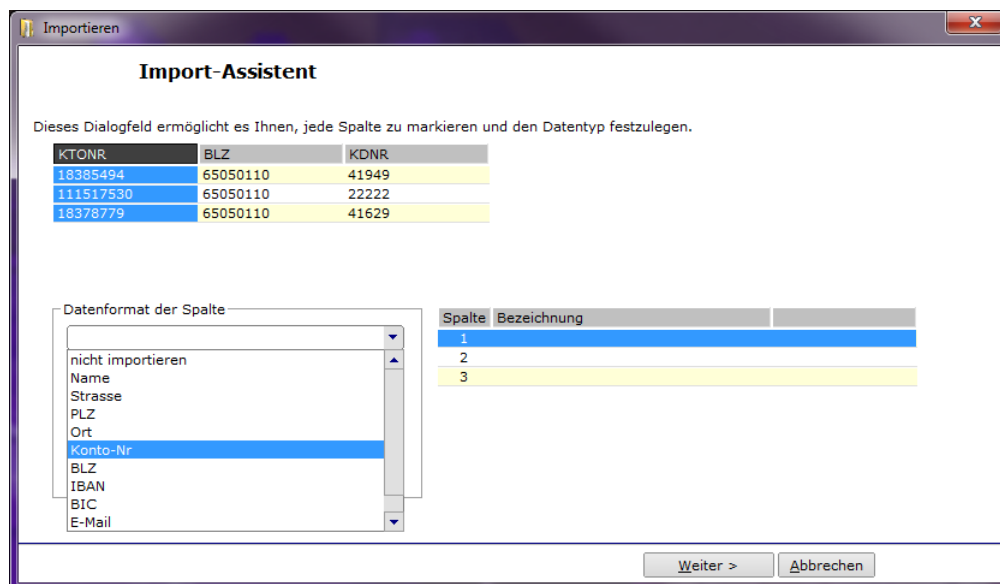 Importieren
Import-Assistent
Dieses Dialogfeld ermöglicht es Ihnen, jede Spalte zu markieren und den Datentyp festzulegen.
KTONR BLZ KDNR
18385494 65050110 41949
111517530 65050110 22222
18378779 65050110 41629
Datenformat der Spalte
nicht importieren
Name
Strasse
PLZ
Ort
Konto-Nr
BLZ
IBAN
BIC
E-Mail
Spalte Bezeichnung
1
2
3
Weiter > Abbrechen